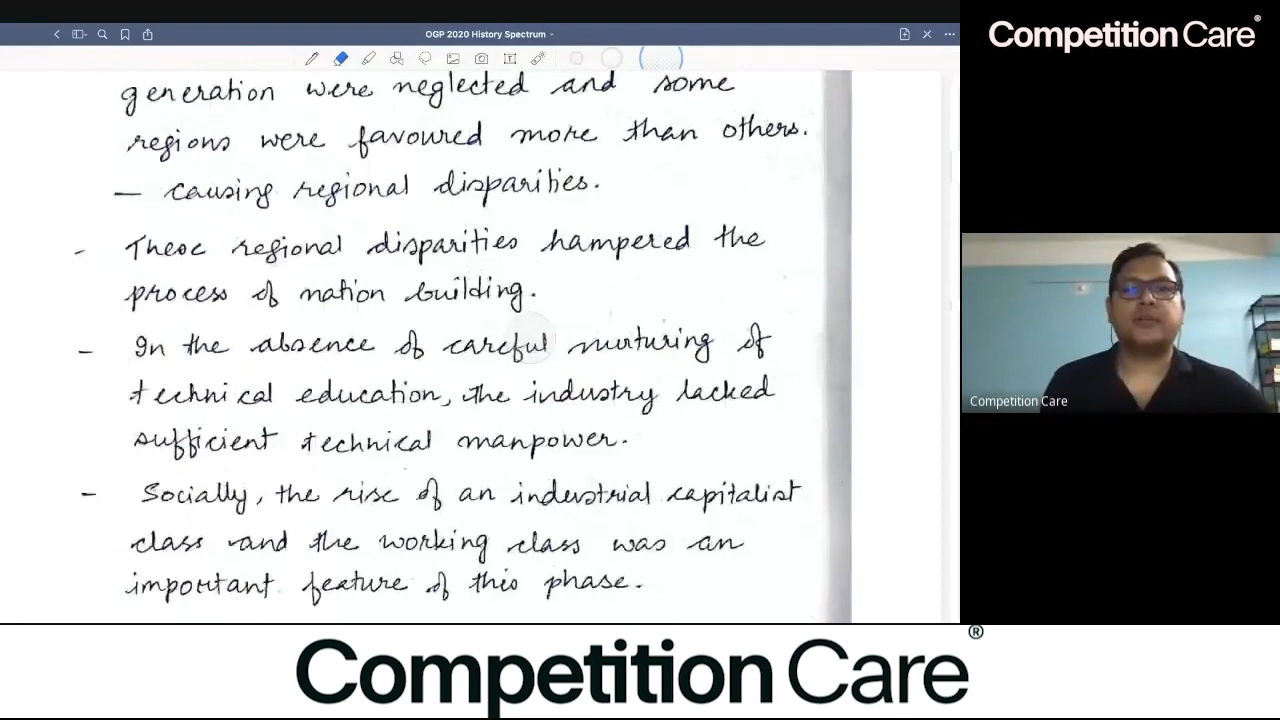 OGP 2020 History Spectrum
Competition Care®
generation were neglected and some
regions were favoured more than others.
— causing regional disparities.
- These regional disparities hampered the
process of nation building.
- In the absence of careful nurturing of
technical education, the industry lacked
sufficient technical manpower.
- Socially, the rise of an industrial capitalist
class and the working class was an
important feature of this phase.
Competition Care
Competition Care®